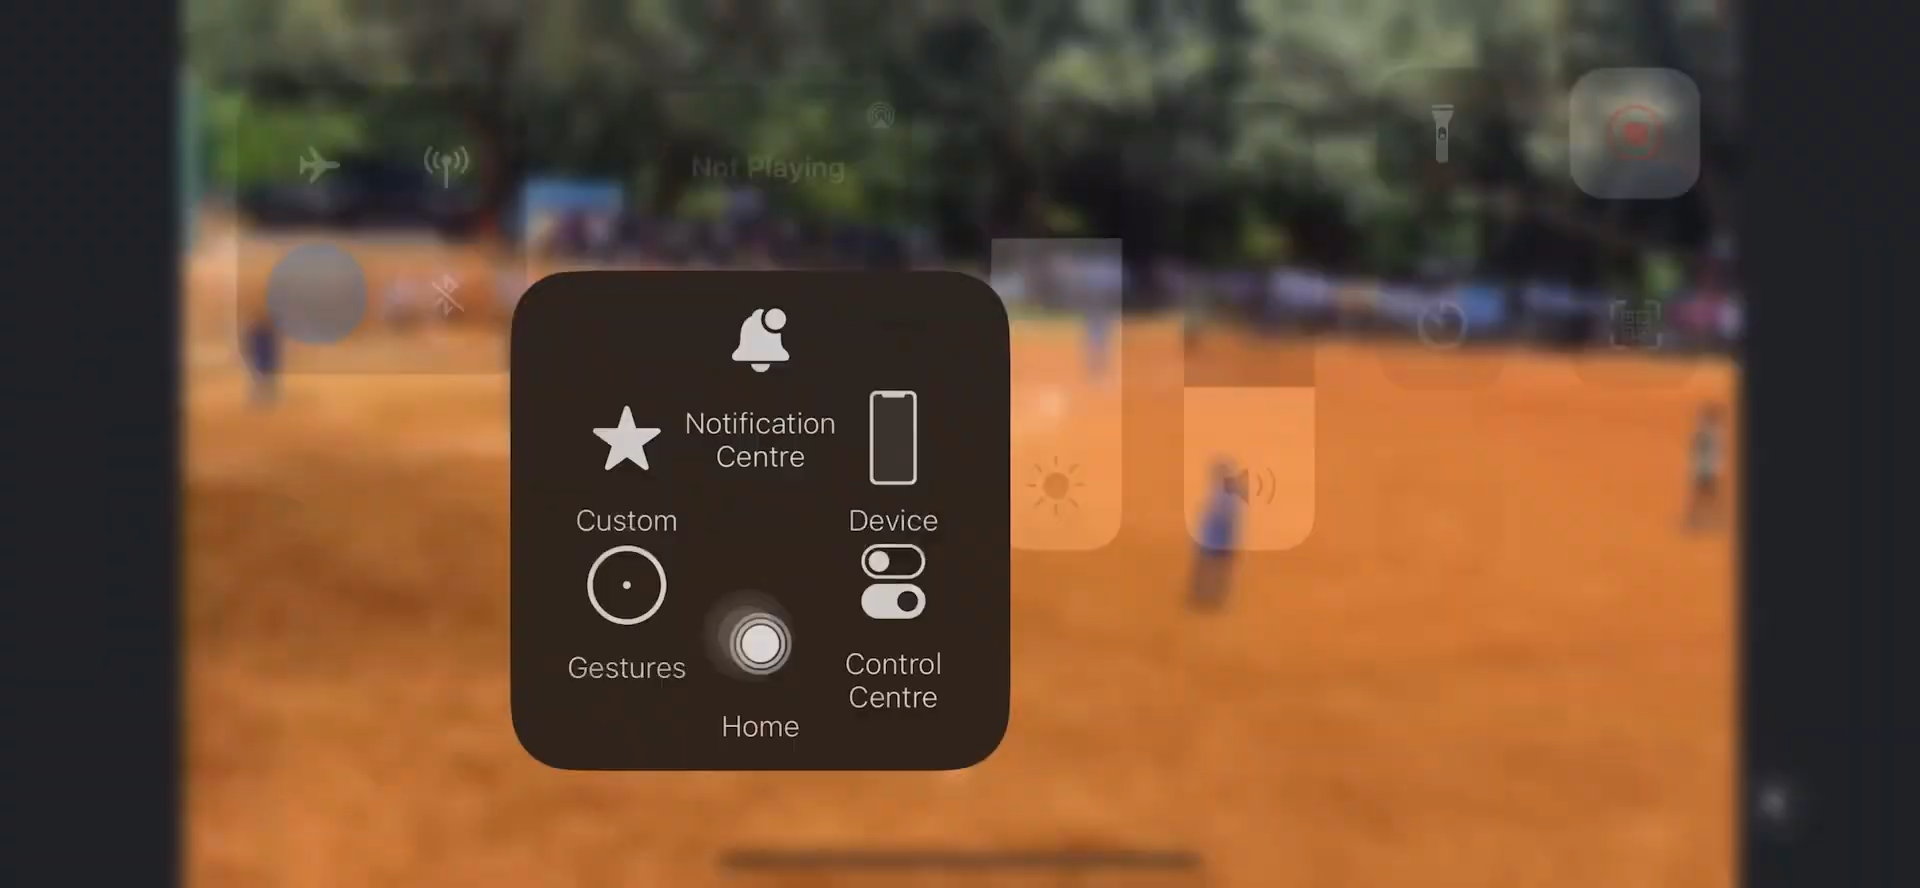 Not Playing
Notification
Centre
Custom
Device
Gestures
Control
Centre
Home